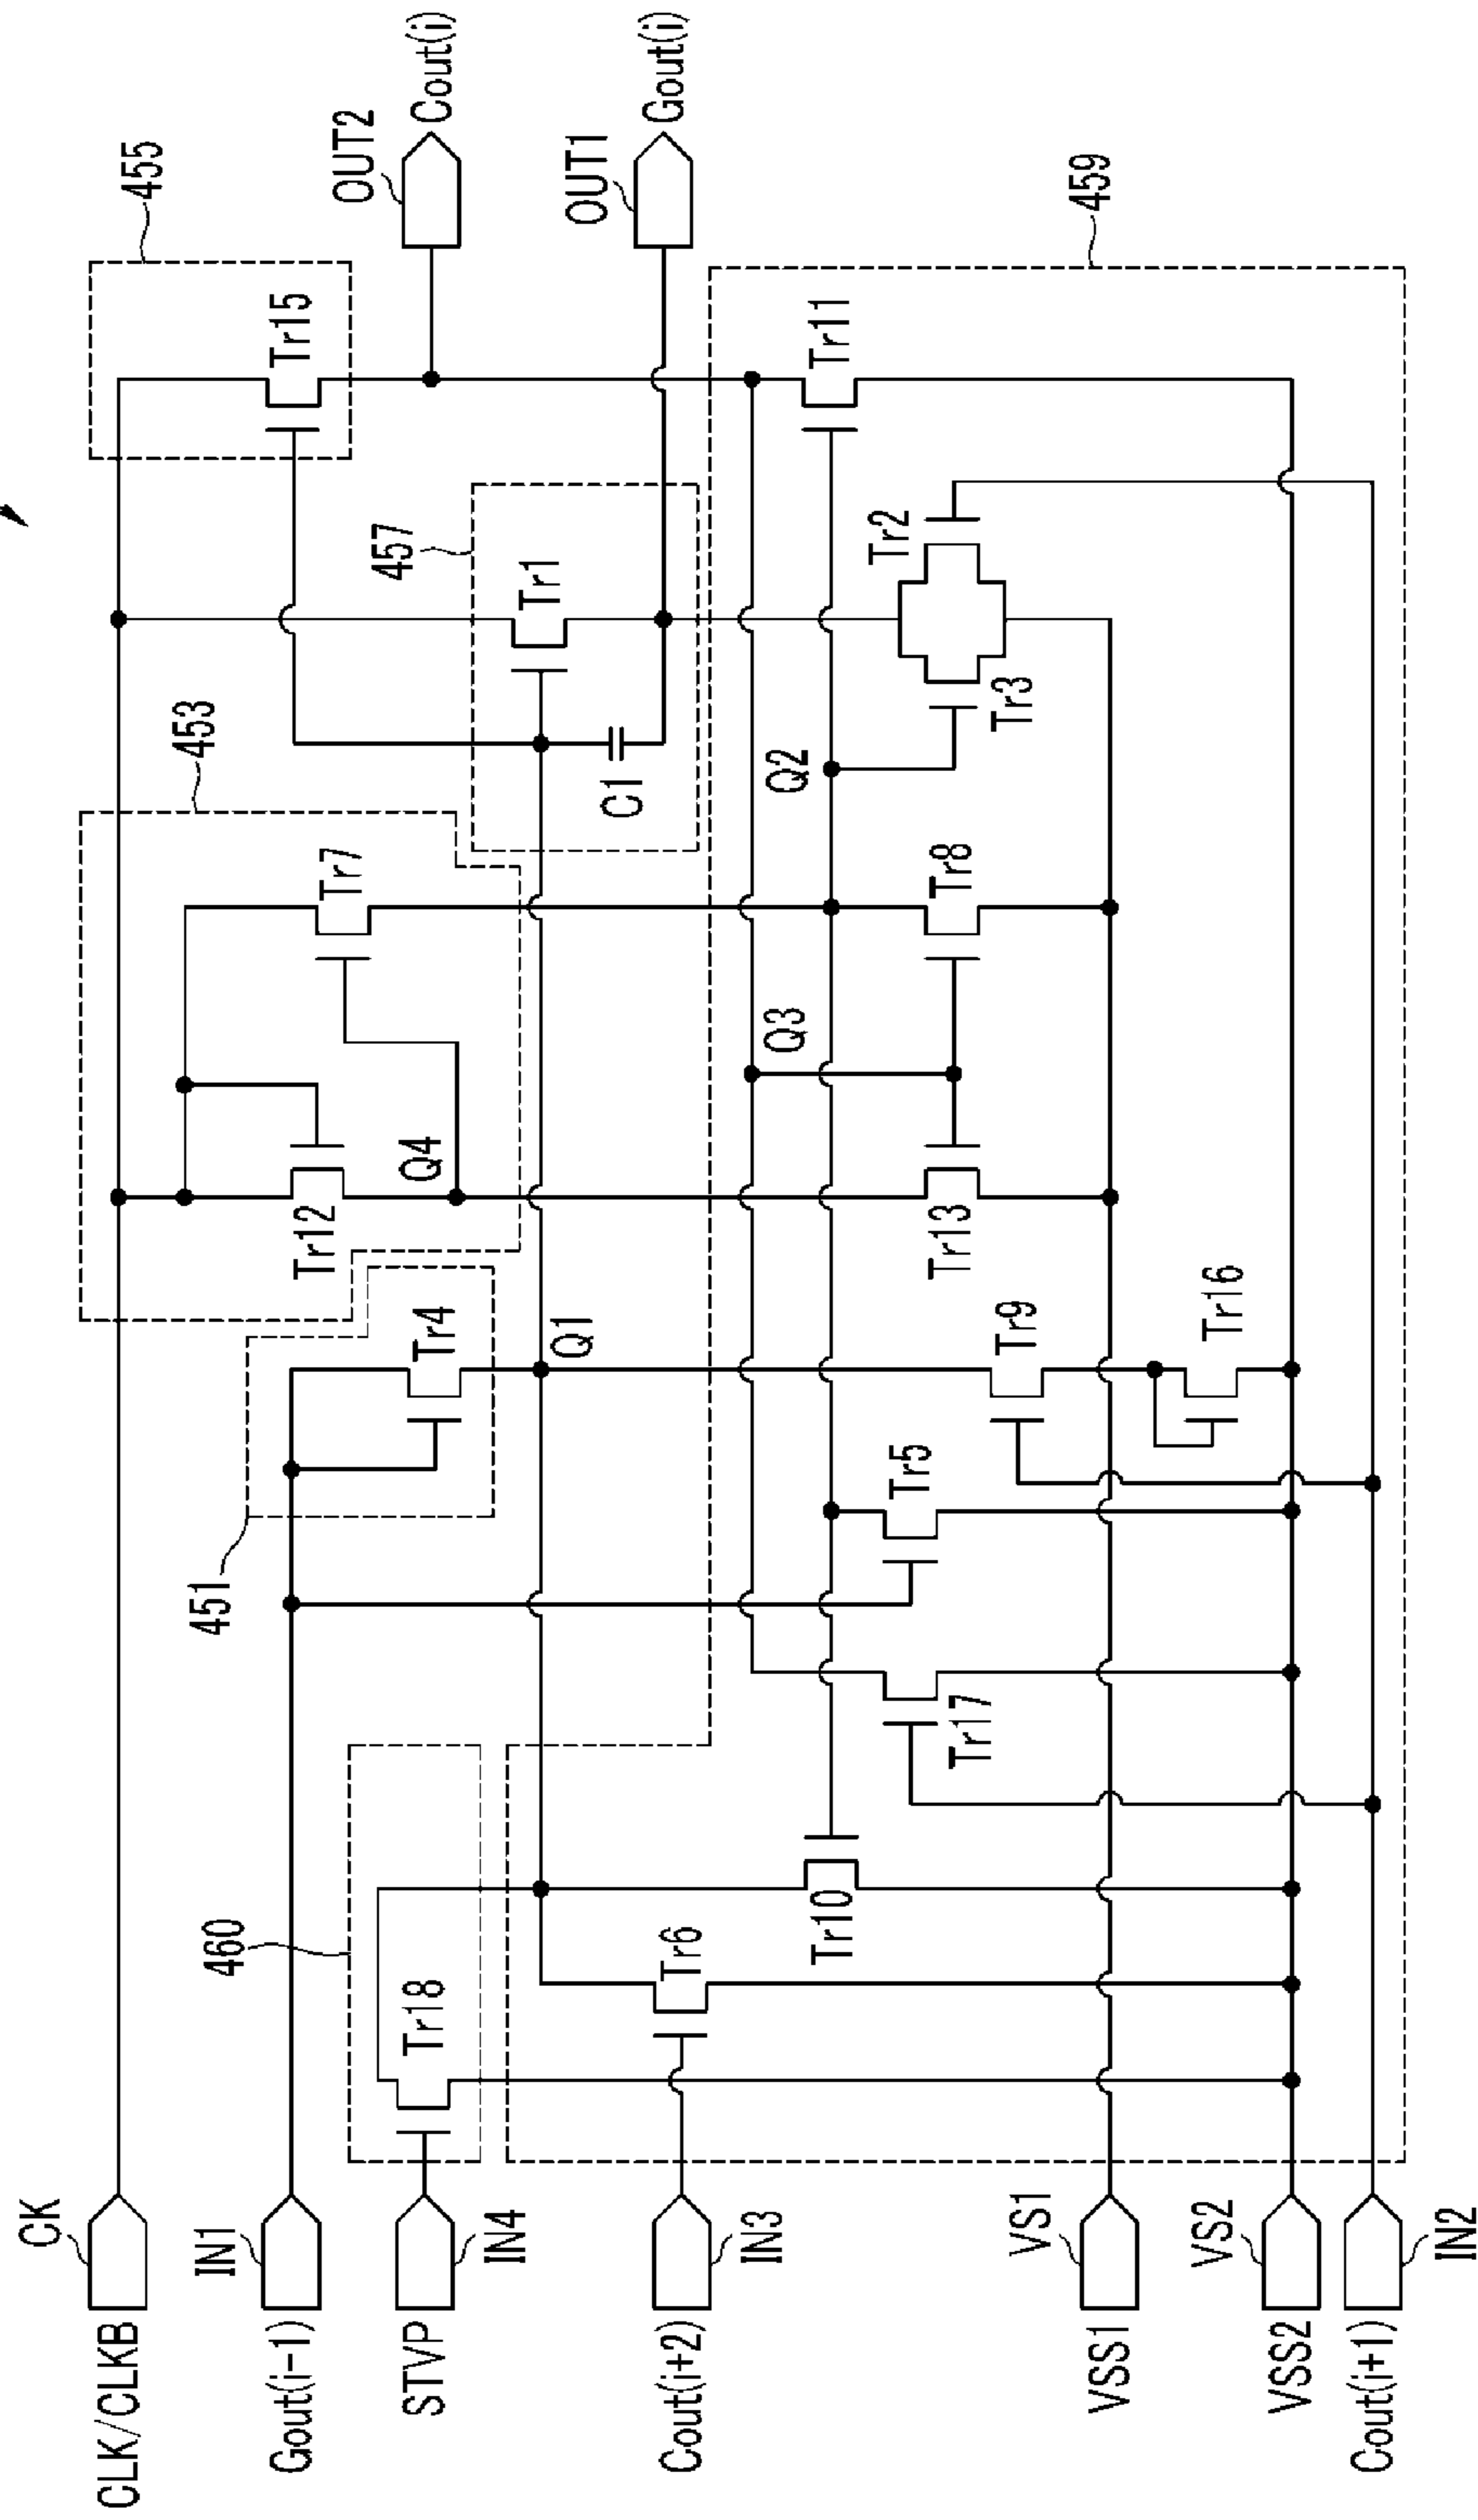 CLK/CLKB
CK
Gout(i-1)
IN1
STVP
IN4
Cout(i+2)
IN3
VSS1
VS1
VSS2
VS2
Cout(i+1)
IN2
460
Tr18
Tr6
Tr10
Tr17
451
Tr5
Tr4
Q1
Tr9
Tr16
Tr12
Q4
Tr13
Q3
453
Tr7
Tr8
Q2
C1
457
Tr1
Tr3
Tr2
455
Tr15
Tr11
459
OUT2
Cout(i)
OUT1
Gout(i)